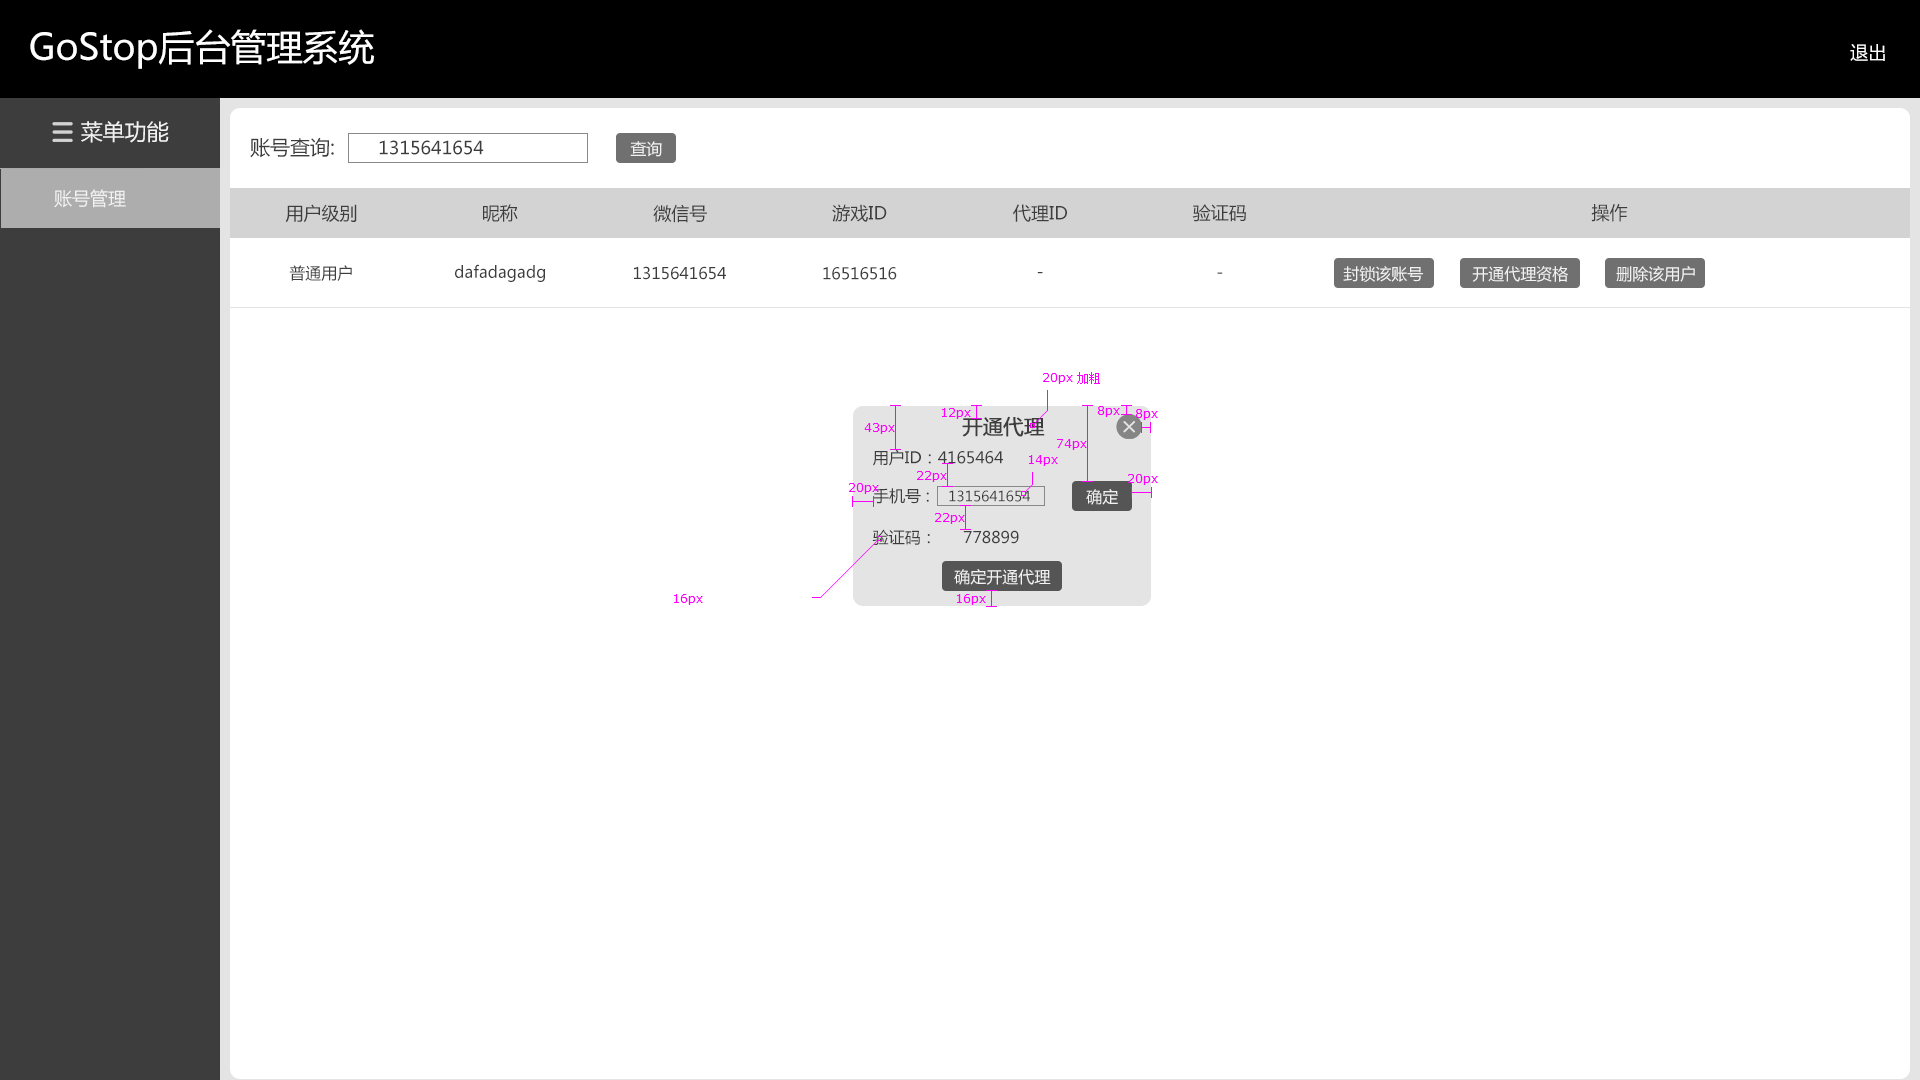 GoStop后台管理系统
退出
菜单功能
账号管理
账号查询: 1315641654 查询
用户级别 昵称 微信号 游戏ID 代理ID 验证码 操作
普通用户 dafadagadg 1315641654 16516516 - - 封锁该账号 开通代理资格 删除该用户
20px 加粗
12px 8px 8px
43px 开通代理
74px
用户ID：4165464 14px
22px 20px
20px 手机号： 1315641654 确定
22px
验证码： 778899
确定开通代理
16px 16px